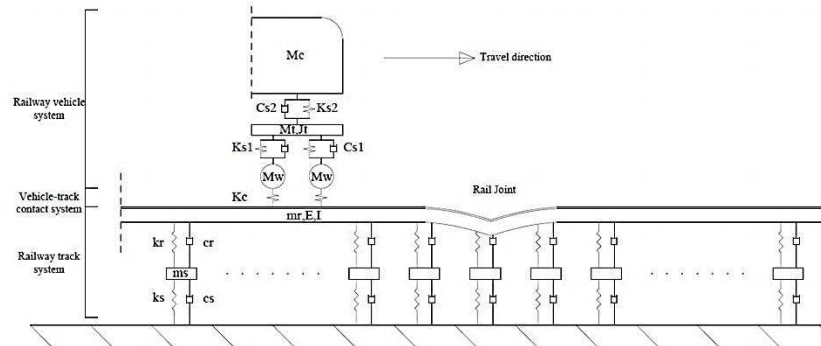 Mc
Travel direction
Railway vehicle
system
Cs2
Ks2
Mt,Jt
Ks1
Cs1
Mw
Mw
Rail Joint
Vehicle-track
contact system
Kc
mr,E,I
kr
cr
Railway track
system
ms
ks
cs